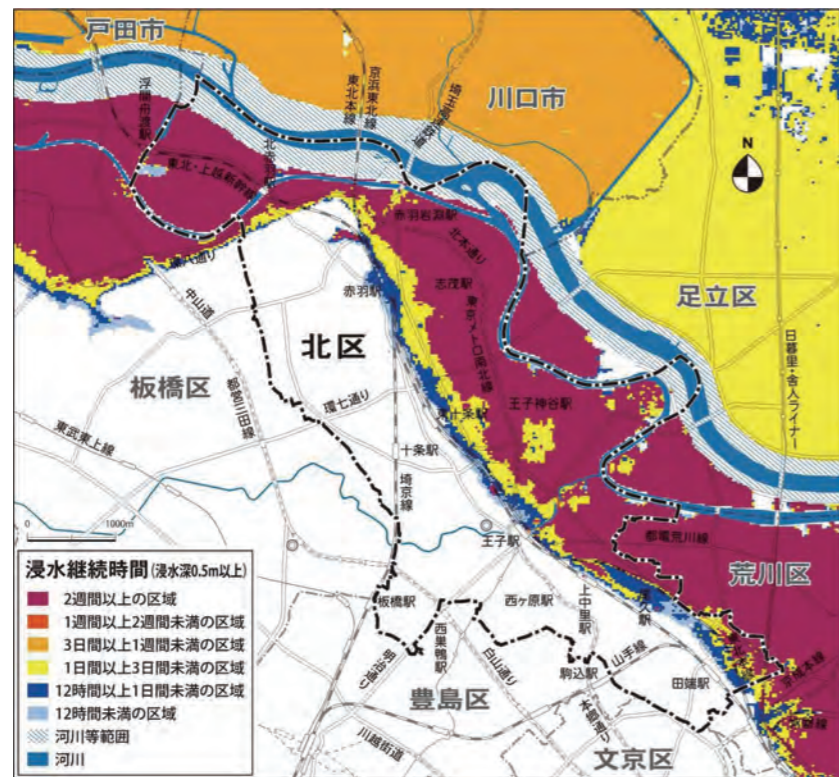 戸田市
浮間舟渡駅
東北・上越新幹線
北赤羽駅
東北本線
京浜東北線
埼玉高速鉄道
川口市
N
赤羽岩淵駅
北本通り
志茂駅
東京メトロ南北線
足立区
日暮里・舎人ライナー
赤羽駅
中山道
北区
板橋区
都営三田線
環七通り
王子神谷駅
東十条駅
東武東上線
十条駅
埼京線
0 1000m
王子駅
都電荒川線
荒川区
尾久駅
板橋駅
西ヶ原駅
上中里駅
西巣鴨駅
明治通り
白山通り
山手線
駒込駅
田端駅
豊島区
本郷通り
川越街道
文京区
浸水継続時間(浸水深0.5m以上)
2週間以上の区域
1週間以上2週間未満の区域
3日間以上1週間未満の区域
1日間以上3日間未満の区域
12時間以上1日間未満の区域
12時間未満の区域
河川等範囲
河川